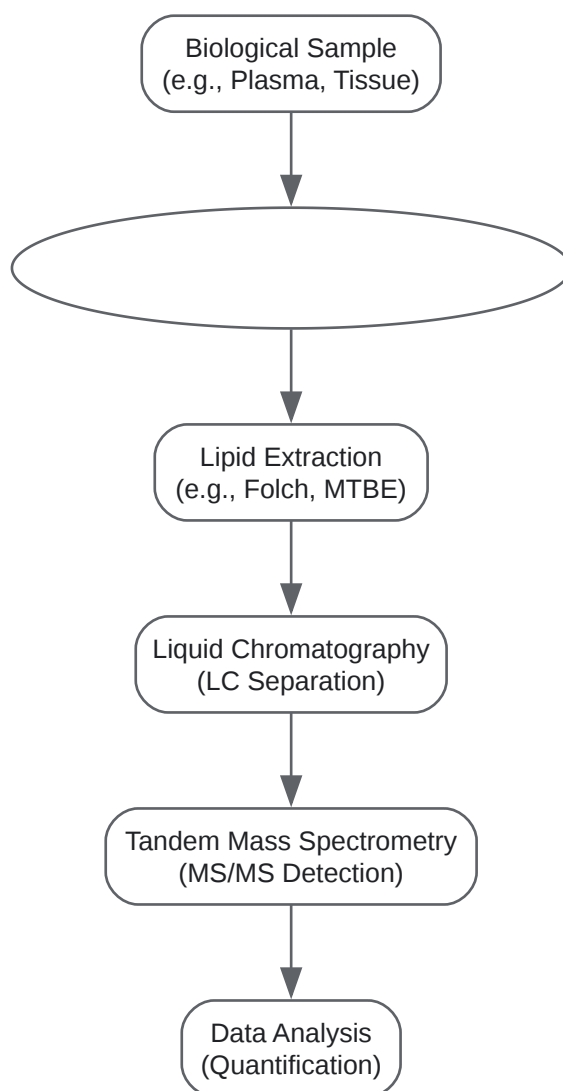 Biological Sample
(e.g., Plasma, Tissue)
Lipid Extraction
(e.g., Folch, MTBE)
Liquid Chromatography
(LC Separation)
Tandem Mass Spectrometry
(MS/MS Detection)
Data Analysis
(Quantification)